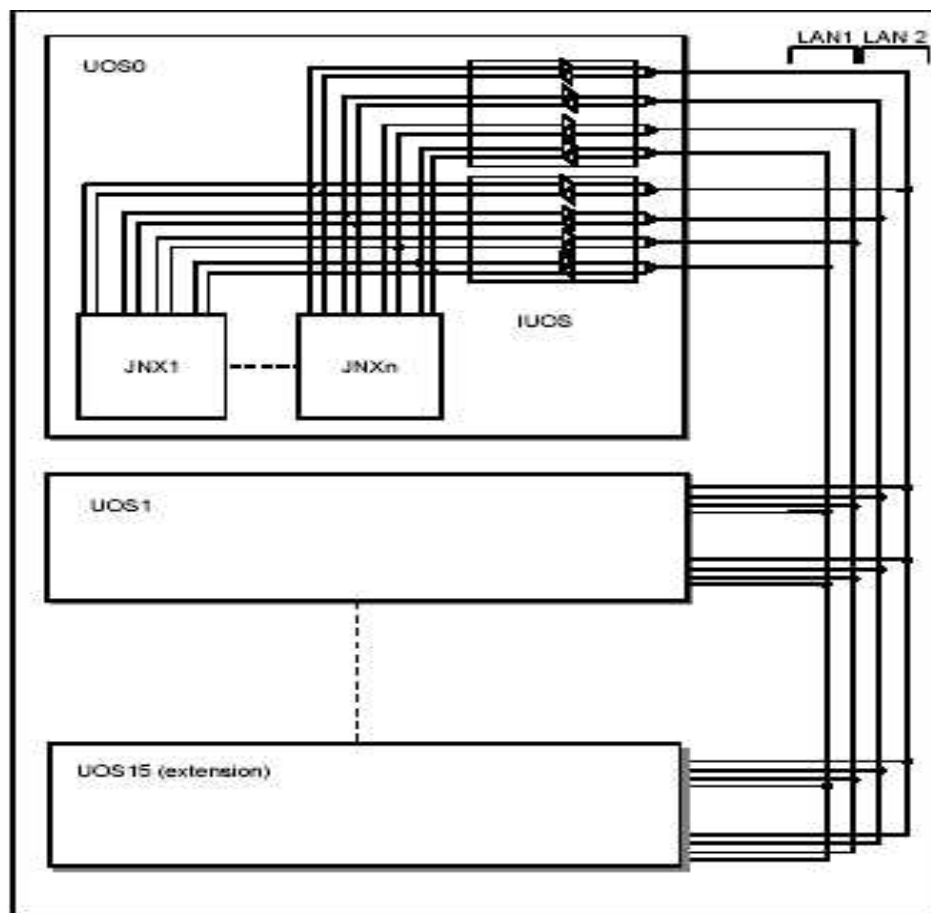 LAN1 LAN 2
UOS0
IUOS
JNX1
JNXn
UOS1
UOS15 (extension)